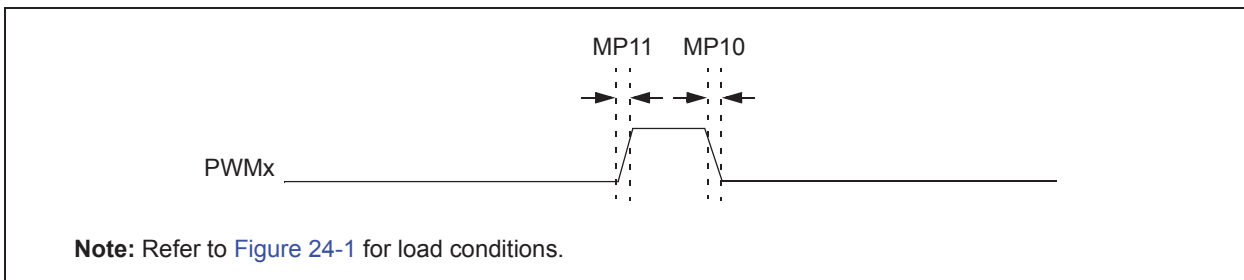 MP11 MP10
PWMx
Note: Refer to Figure 24-1 for load conditions.